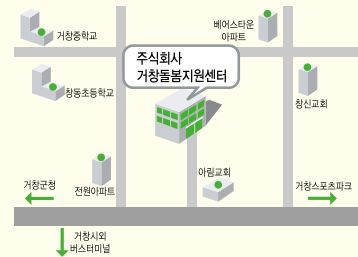 거창중학교
베어스타운
아파트
주식회사
거창돌봄지원센터
창동초등학교
창신교회
전원아파트
아림교회
거창군청
거창스포츠파크
거창시외
버스터미널